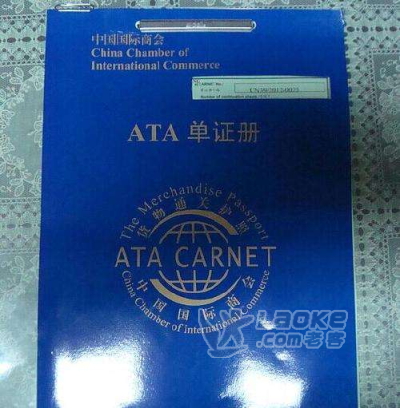 中国国际商会
China Chamber of
International Commerce
ATA 单证册
The Merchandise Passport
货物通关护照
ATA CARNET
中国国际商会
China Chamber of International Commerce
LAOKE
.com老客